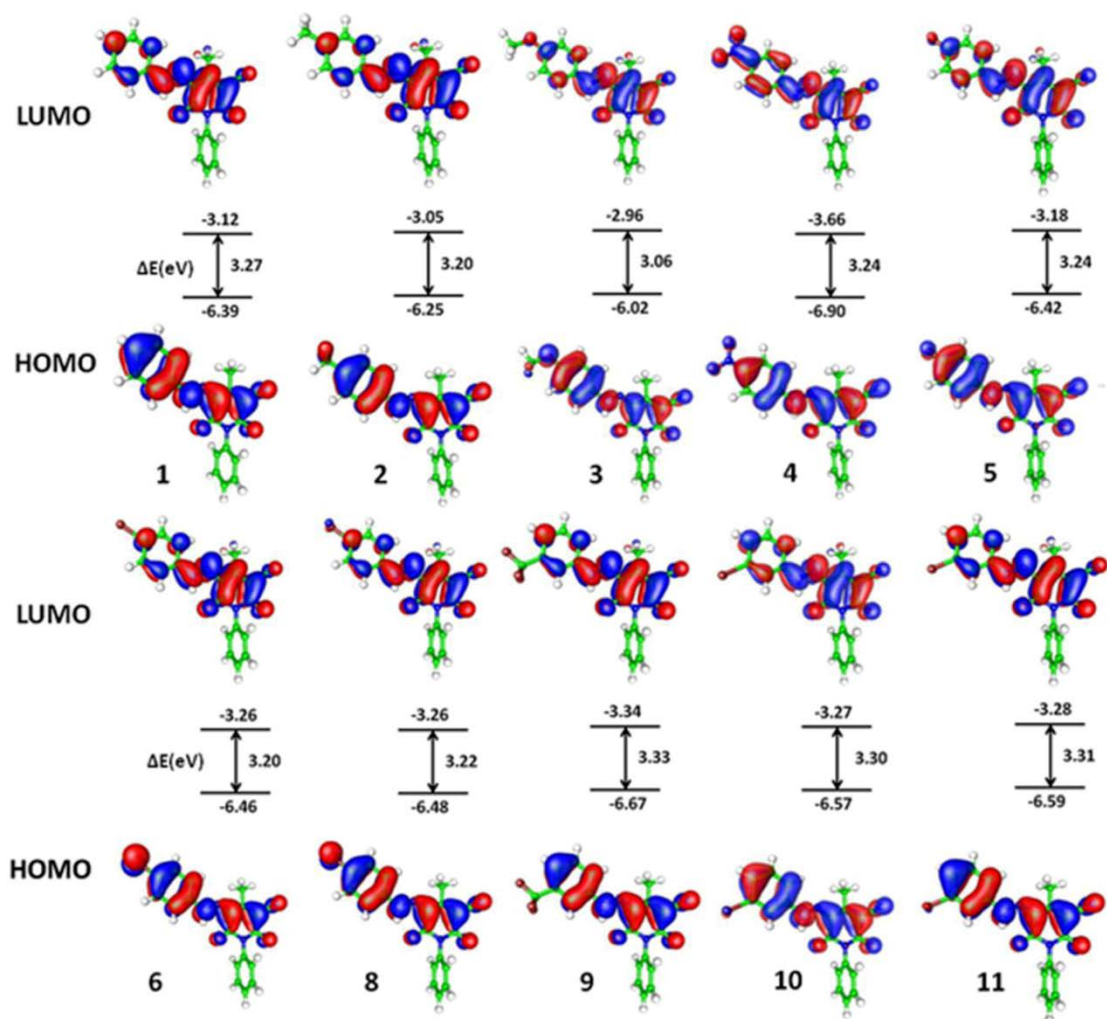 LUMO
-3.12 -3.05 -2.96 -3.66 -3.18
ΔE(eV) 3.27 3.20 3.06 3.24 3.24
-6.39 -6.25 -6.02 -6.90 -6.42
HOMO
1 2 3 4 5
LUMO
-3.26 -3.26 -3.34 -3.27 -3.28
ΔE(eV) 3.20 3.22 3.33 3.30 3.31
-6.46 -6.48 -6.67 -6.57 -6.59
HOMO
6 8 9 10 11